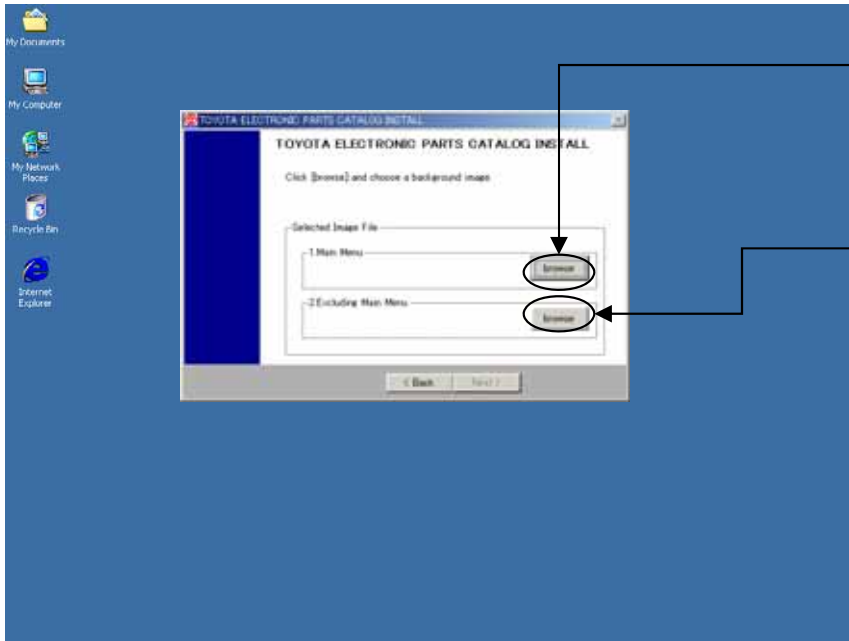 My Documents
My Computer
My Network
Places
Recycle Bin
Internet
Explorer
TOYOTA ELECTRONIC PARTS CATALOG INSTALL
TOYOTA ELECTRONIC PARTS CATALOG INSTALL
Click [browse] and choose a background image
Selected Image File
1.Main Menu
browse
2.Excluding Main Menu
browse
< Back
Next >